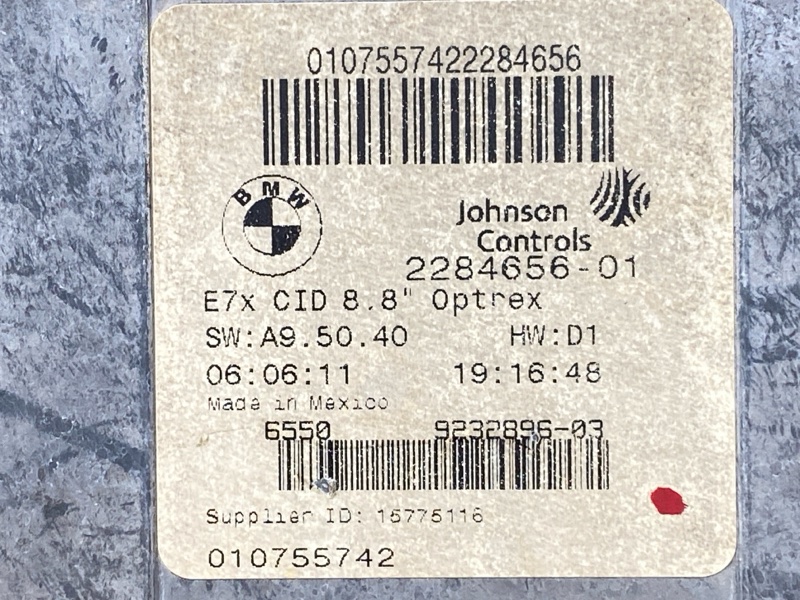 0107557422284656
BMW
Johnson
Controls
2284656-01
E7x CID 8.8" Optrex
SW:A9.50.40 HW:D1
06:06:11 19:16:48
Made in Mexico
6550 9232896-03
Supplier ID: 15775116
010755742